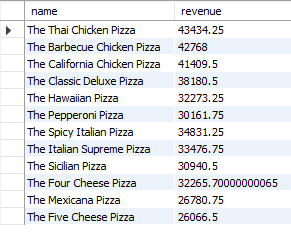 name revenue
The Thai Chicken Pizza 43434.25
The Barbecue Chicken Pizza 42768
The California Chicken Pizza 41409.5
The Classic Deluxe Pizza 38180.5
The Hawaiian Pizza 32273.25
The Pepperoni Pizza 30161.75
The Spicy Italian Pizza 34831.25
The Italian Supreme Pizza 33476.75
The Sicilian Pizza 30940.5
The Four Cheese Pizza 32265.70000000065
The Mexicana Pizza 26780.75
The Five Cheese Pizza 26066.5